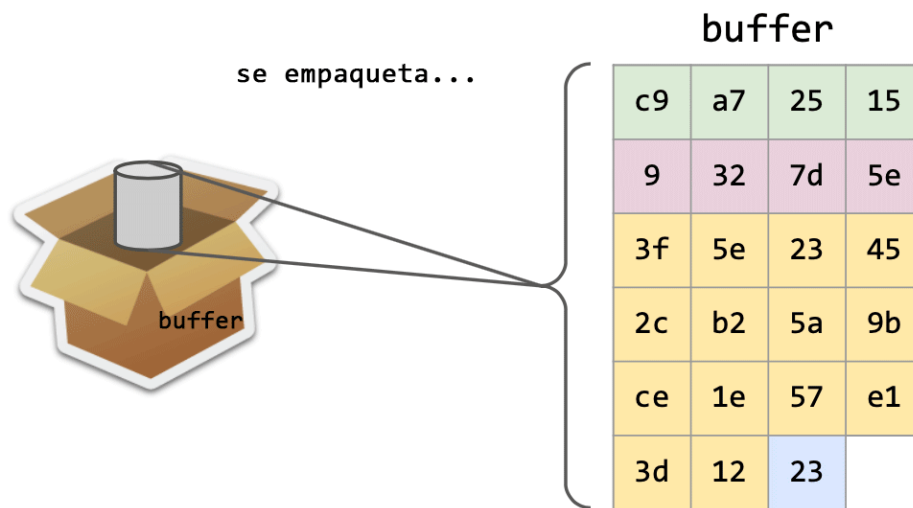 buffer
se empaqueta...
c9 a7 25 15
9 32 7d 5e
3f 5e 23 45
2c b2 5a 9b
ce 1e 57 e1
3d 12 23
buffer